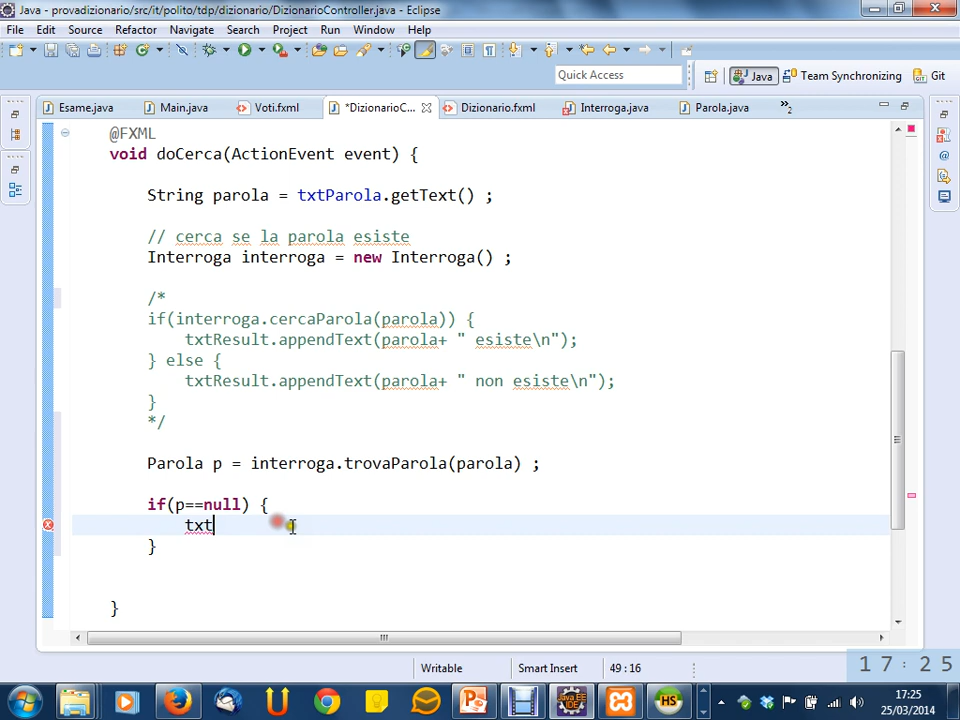 Java - provadizionario/src/it/polito/tdp/dizionario/DizionarioController.java - Eclipse
File Edit Source Refactor Navigate Search Project Run Window Help
Quick Access
Java
Team Synchronizing
Git
Esame.java
Main.java
Voti.fxml
*DizionarioC...
Dizionario.fxml
Interroga.java
Parola.java
»2
@FXML
void doCerca(ActionEvent event) {
String parola = txtParola.getText() ;
// cerca se la parola esiste
Interroga interroga = new Interroga() ;
/*
if(interroga.cercaParola(parola)) {
txtResult.appendText(parola+ " esiste\n");
} else {
txtResult.appendText(parola+ " non esiste\n");
}
*/
Parola p = interroga.trovaParola(parola) ;
if(p==null) {
txt
}
}
Writable
Smart Insert
49 : 16
17:25
17:25
25/03/2014